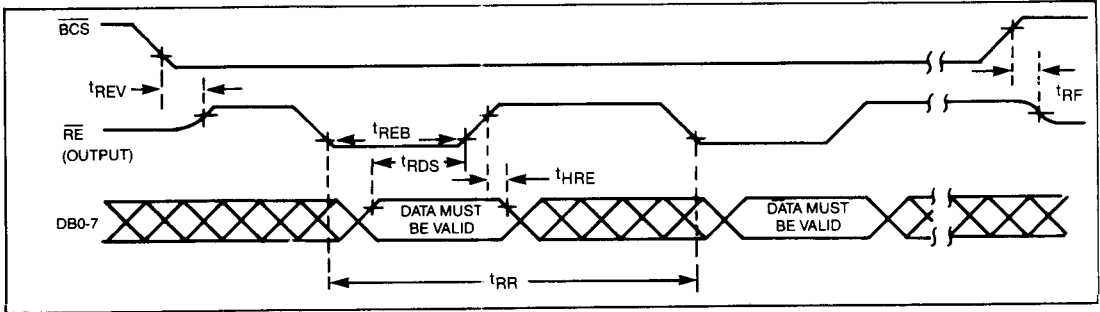 BCS
tREV
tRF
RE
(OUTPUT)
tREB
tRDS
tHRE
DB0-7
DATA MUST
BE VALID
DATA MUST
BE VALID
tRR